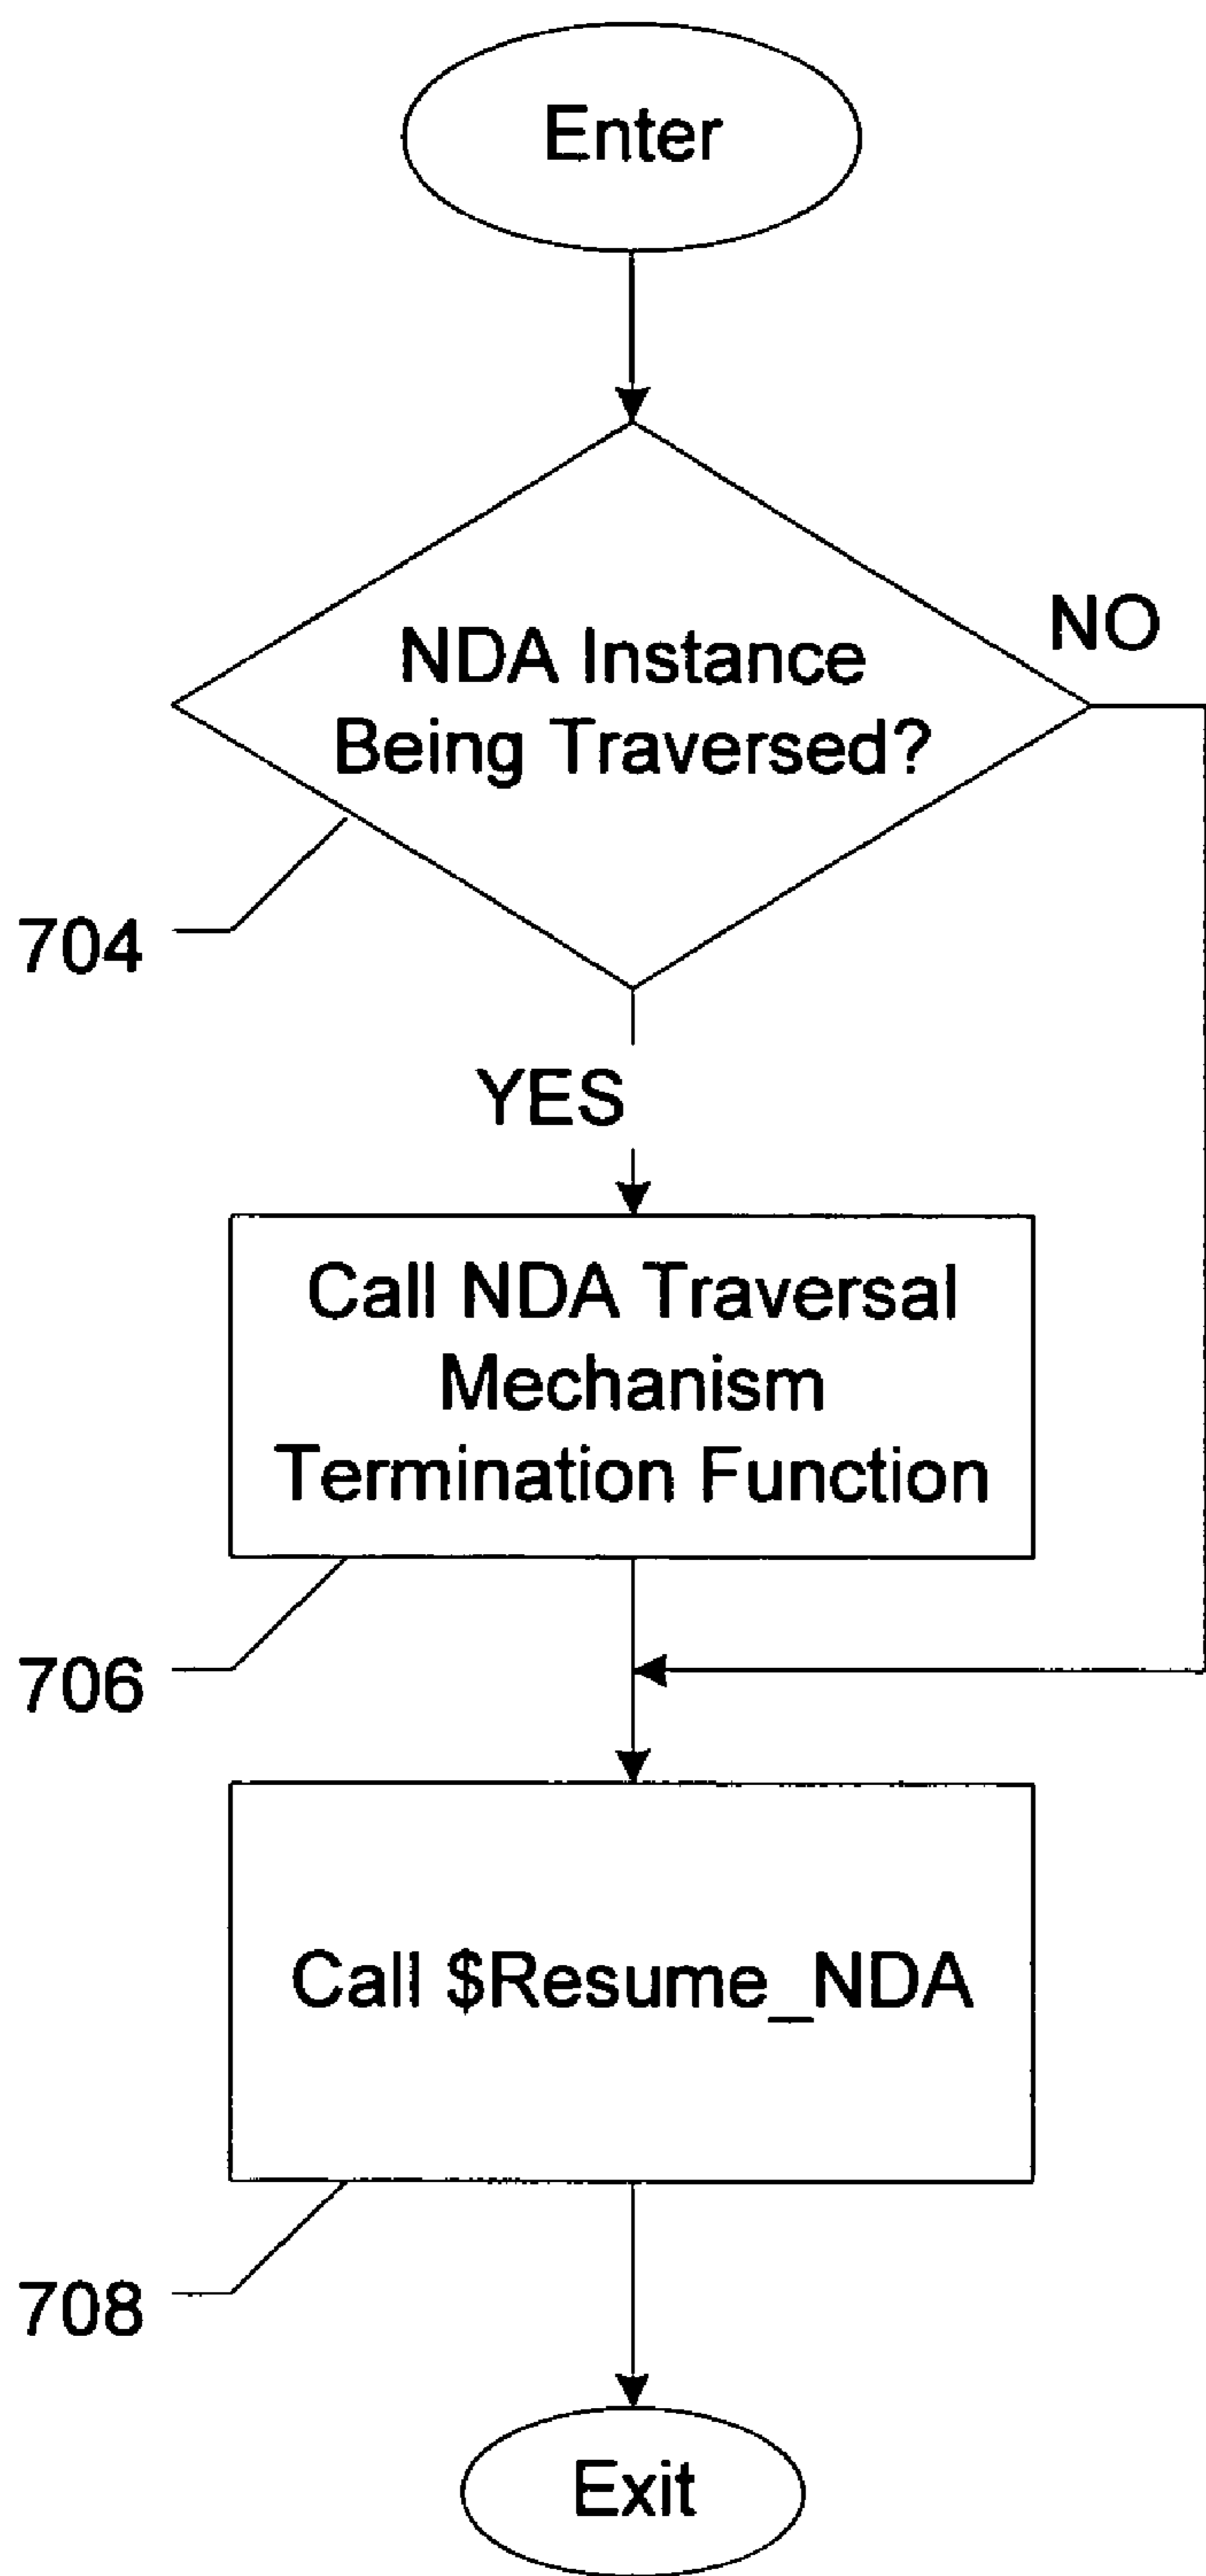 Enter
NO
NDA Instance
Being Traversed?
704
YES
Call NDA Traversal
Mechanism
Termination Function
706
Call $Resume_NDA
708
Exit